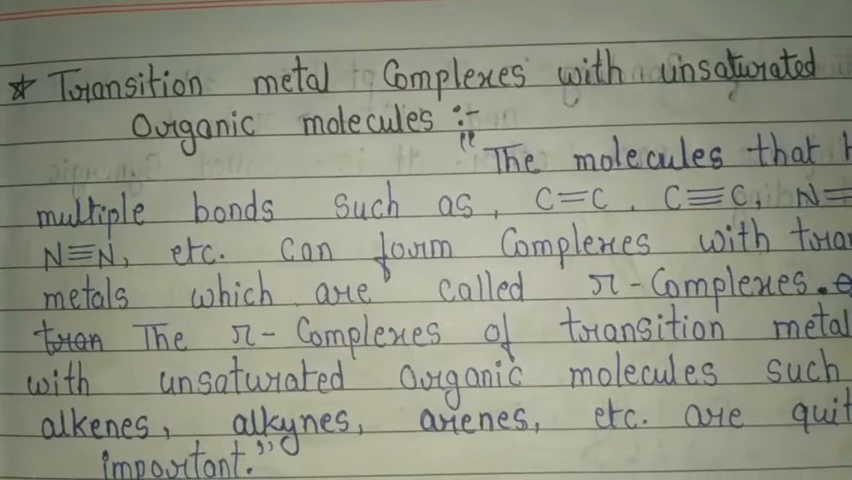 ★ Transition metal Complexes with unsaturated
Organic molecules :-
"The molecules that
multiple bonds such as, C=C, C≡C, N=
N≡N, etc. can form complexes with tran
metals which are called π-Complexes.
tran The π-Complexes of transition metal
with unsaturated organic molecules such
alkenes, alkynes, arenes, etc. are quit
important."